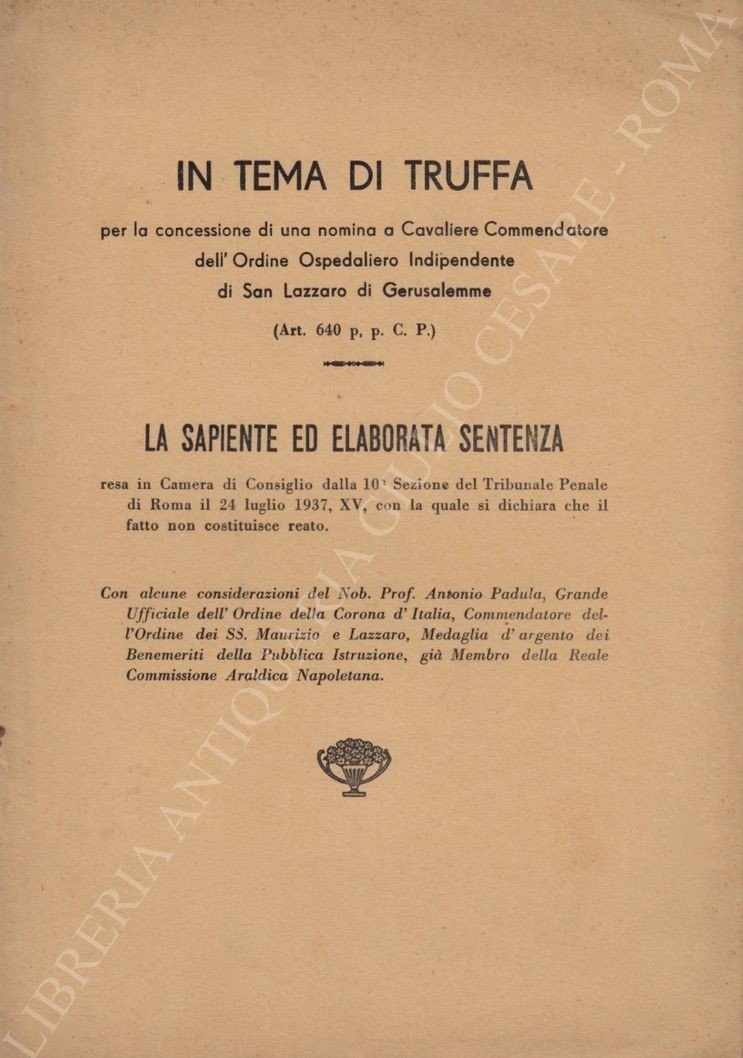 IN TEMA DI TRUFFA
per la concessione di una nomina a Cavaliere Commendatore
dell' Ordine Ospedaliero Indipendente
di San Lazzaro di Gerusalemme
(Art. 640 p. p. C. P.)
LA SAPIENTE ED ELABORATA SENTENZA
resa in Camera di Consiglio dalla 10ª Sezione del Tribunale Penale
di Roma il 24 luglio 1937, XV, con la quale si dichiara che il
fatto non costituisce reato.
Con alcune considerazioni del Nob. Prof. Antonio Padula, Grande
Ufficiale dell' Ordine della Corona d' Italia, Commendatore del-
l'Ordine dei SS. Maurizio e Lazzaro, Medaglia d' argento dei
Benemeriti della Pubblica Istruzione, già Membro della Reale
Commissione Araldica Napoletana.
LIBRERIA ANTIQUARIA GIULIO CESARE - ROMA